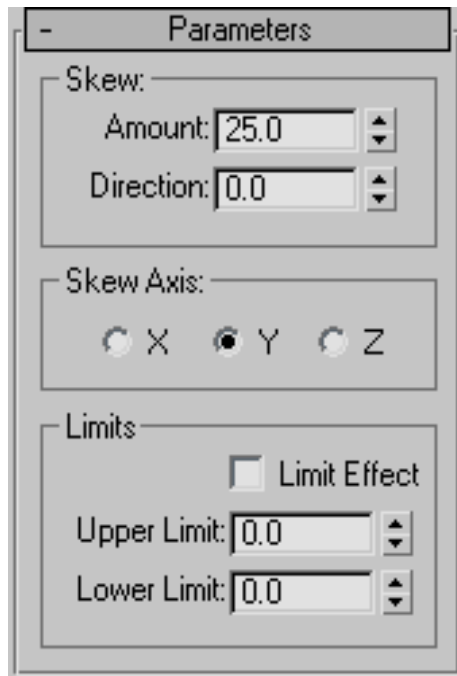 - Parameters
Skew:
Amount: 25.0
Direction: 0.0
Skew Axis:
X Y Z
Limits
Limit Effect
Upper Limit: 0.0
Lower Limit: 0.0